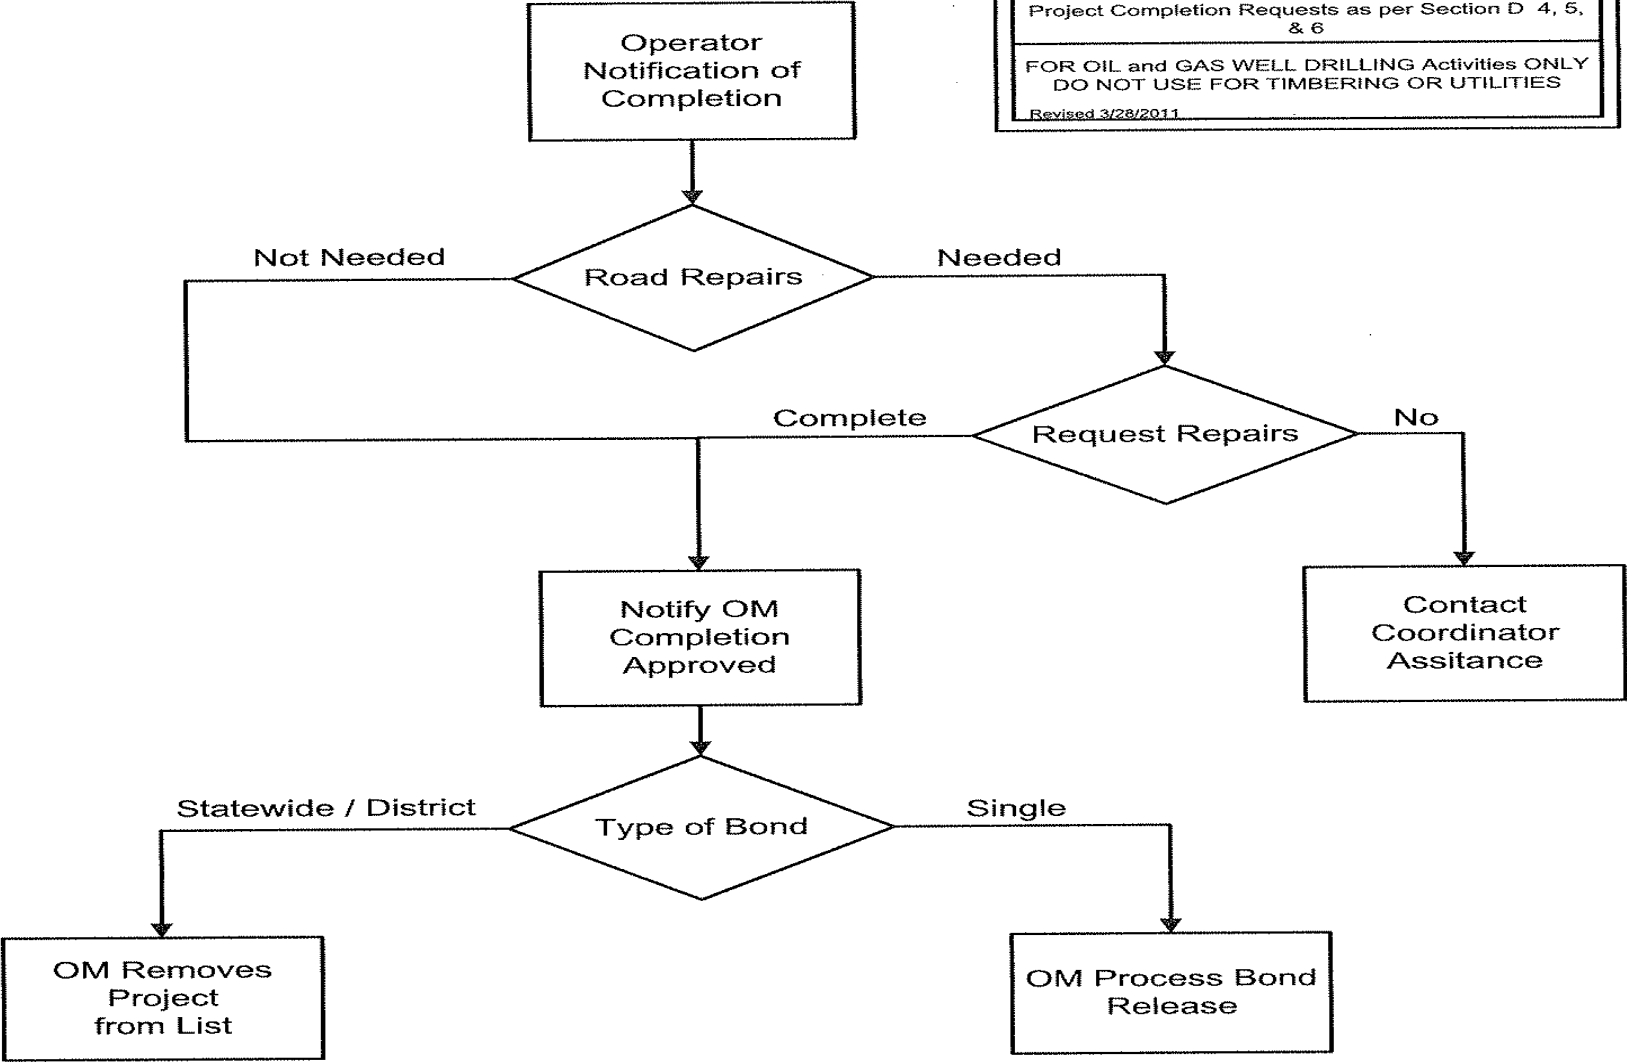 Project Completion Requests as per Section D 4, 5,
& 6
FOR OIL and GAS WELL DRILLING Activities ONLY
DO NOT USE FOR TIMBERING OR UTILITIES
Revised 3/28/2011
Operator
Notification of
Completion
Road Repairs
Not Needed
Needed
Request Repairs
Complete
No
Notify OM
Completion
Approved
Contact
Coordinator
Assitance
Type of Bond
Statewide / District
Single
OM Removes
Project
from List
OM Process Bond
Release